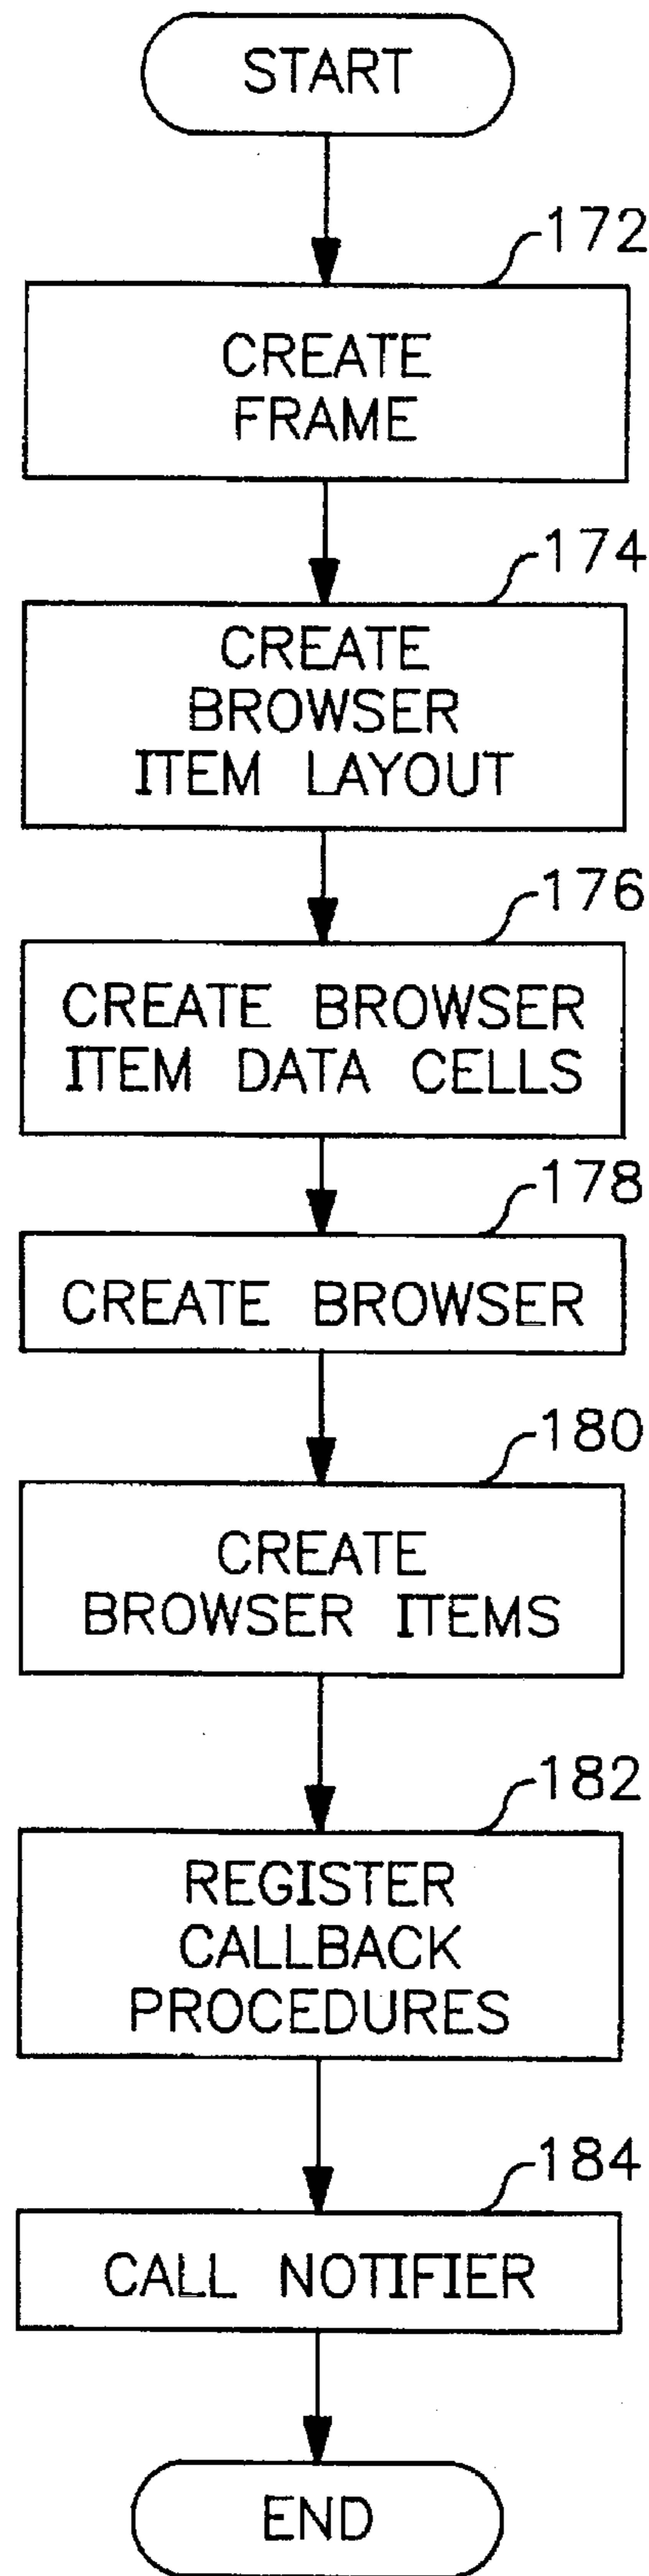 START
172
CREATE
FRAME
174
CREATE
BROWSER
ITEM LAYOUT
176
CREATE BROWSER
ITEM DATA CELLS
178
CREATE BROWSER
180
CREATE
BROWSER ITEMS
182
REGISTER
CALLBACK
PROCEDURES
184
CALL NOTIFIER
END